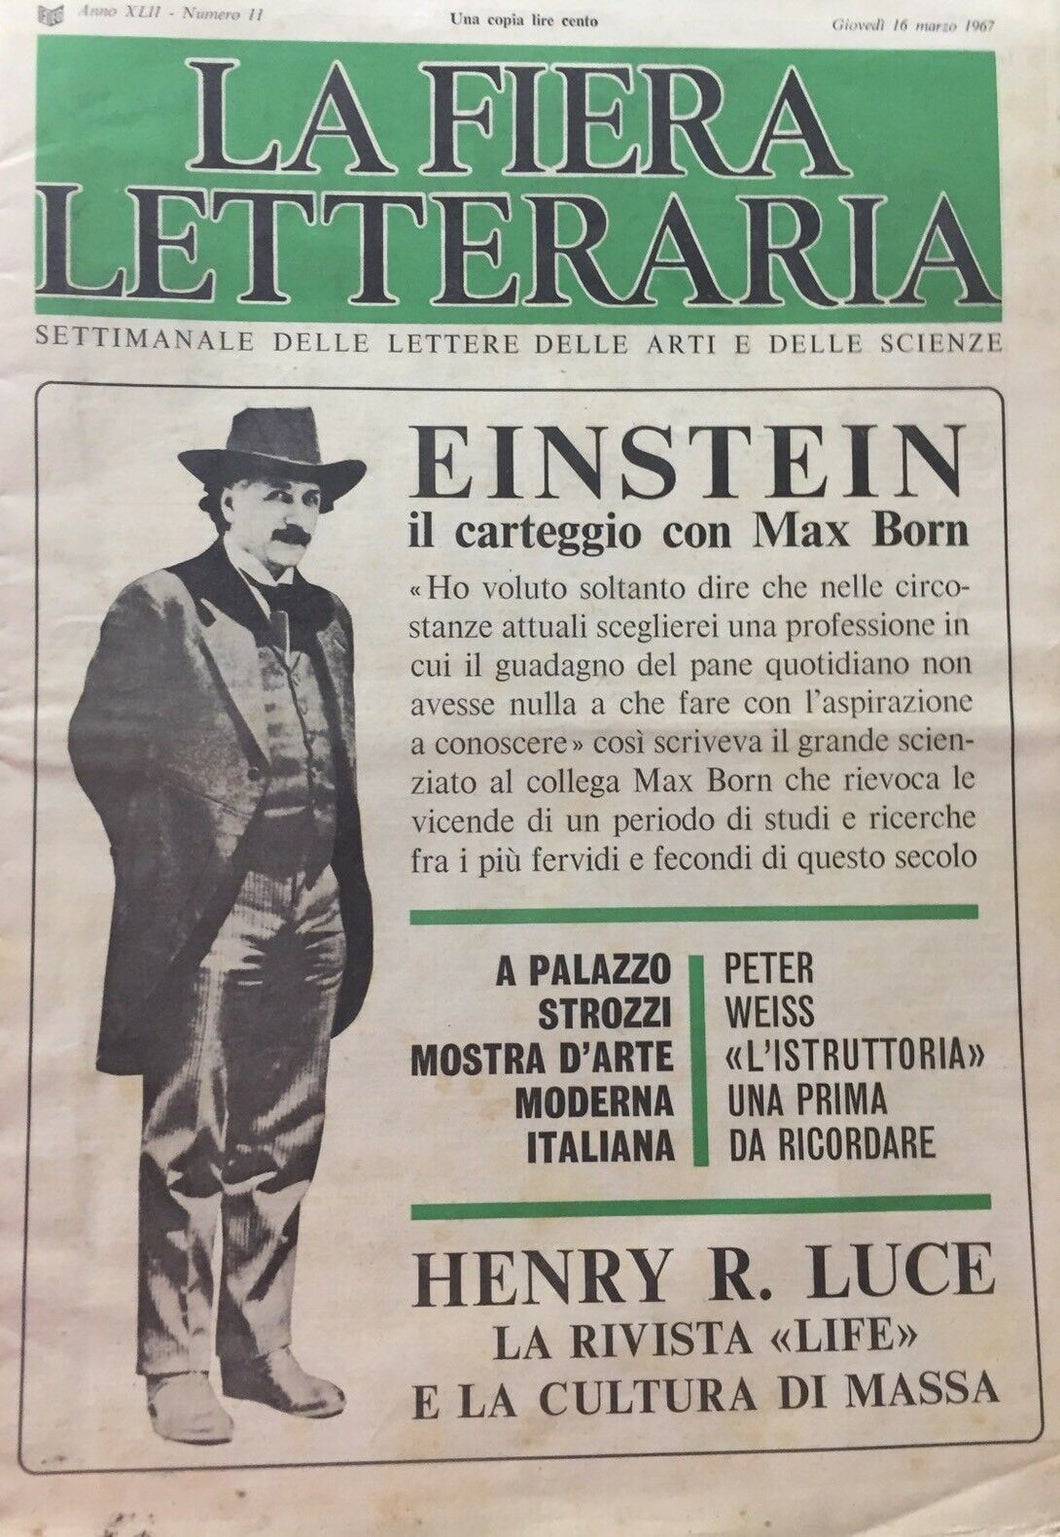 Anno XLII - Numero 11
Una copia lire cento
Giovedì 16 marzo 1967
LA FIERA
LETTERARIA
SETTIMANALE DELLE LETTERE DELLE ARTI E DELLE SCIENZE
EINSTEIN
il carteggio con Max Born
«Ho voluto soltanto dire che nelle circo-
stanze attuali sceglierei una professione in
cui il guadagno del pane quotidiano non
avesse nulla a che fare con l'aspirazione
a conoscere» così scriveva il grande scien-
ziato al collega Max Born che rievoca le
vicende di un periodo di studi e ricerche
fra i più fervidi e fecondi di questo secolo
A PALAZZO
STROZZI
MOSTRA D'ARTE
MODERNA
ITALIANA
PETER
WEISS
«L'ISTRUTTORIA»
UNA PRIMA
DA RICORDARE
HENRY R. LUCE
LA RIVISTA «LIFE»
E LA CULTURA DI MASSA